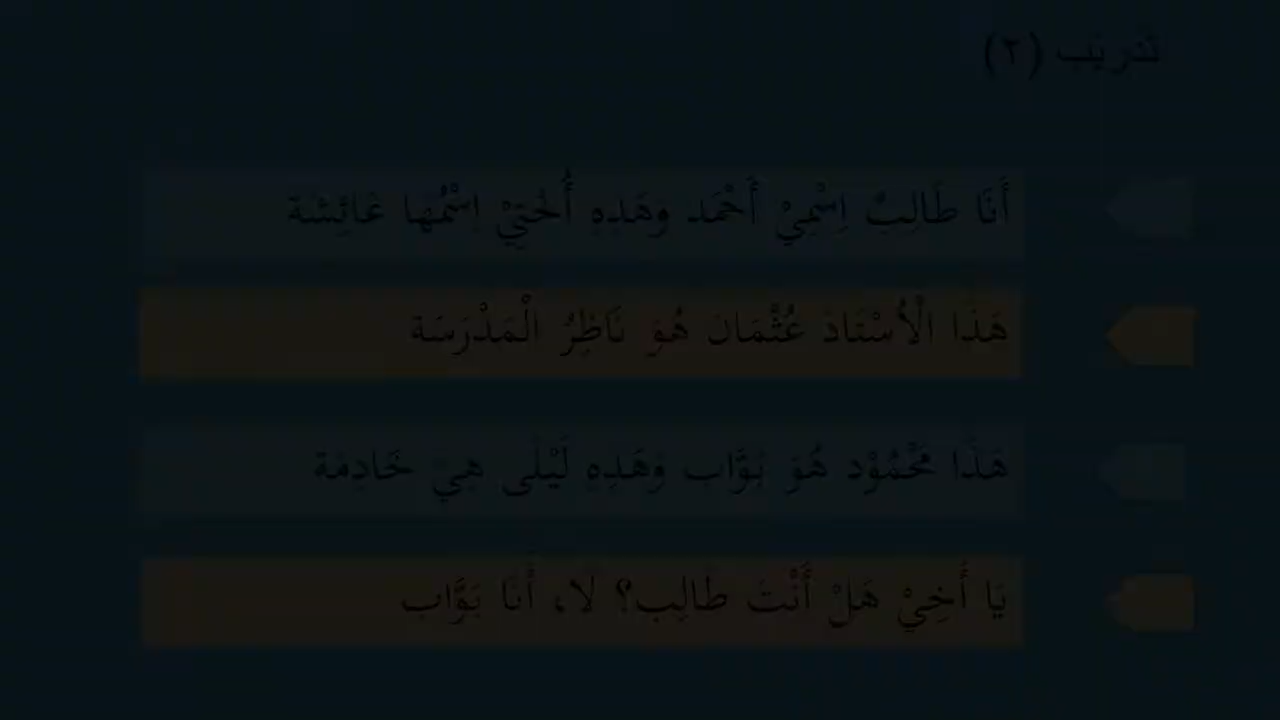 تدريب (٢)
أَنَا طَالِبٌ اِسْمِيْ أَحْمَد وَهَذِهِ أُخْتِيْ اِسْمُهَا عَائِشَة
هَذَا الْأُسْتَاذ عُثْمَان هُوَ نَاظِرُ الْمَدْرَسَة
هَذَا مَحْمُوْد هُوَ بَوَّاب وَهَذِهِ لَيْلَى هِيَ خَادِمَة
يَا أَخِيْ هَلْ أَنْتَ طَالِب؟ لَا، أَنَا بَوَّاب